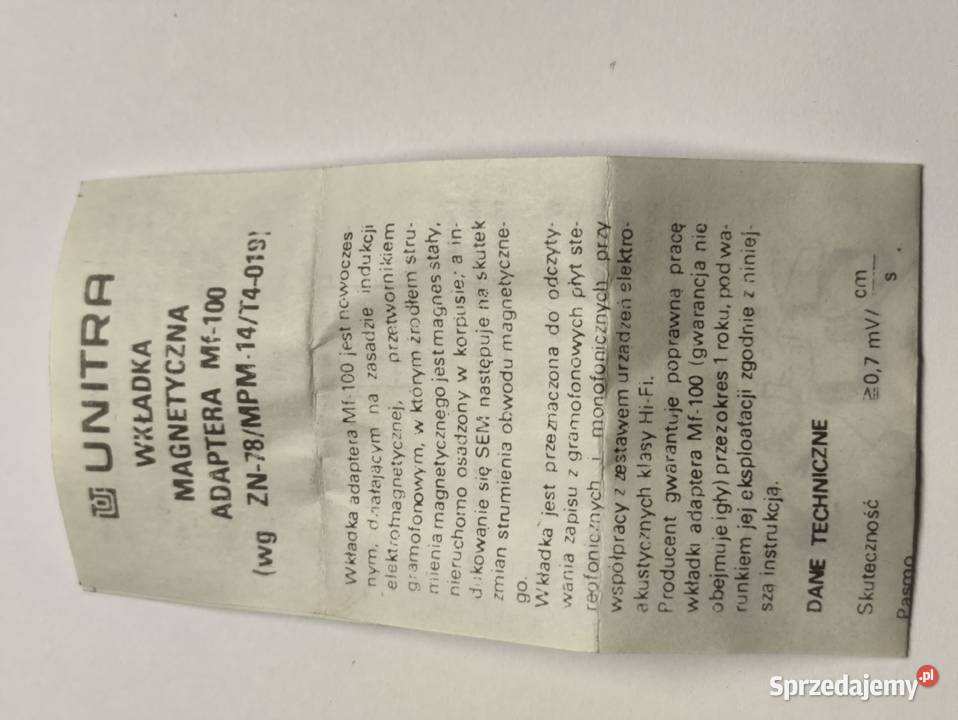 UNITRA
WKŁADKA
MAGNETYCZNA
ADAPTERA Mf-100
(wg ZN-78/MPM-14/T4-019)
Wkładka adaptera Mf-100 jest nowoczes
nym, działającym na zasadzie indukcji
elektromagnetycznej, przetwornikiem
gramofonowym, w którym źródłem stru-
mienia magnetycznego jest magnes stały,
nieruchomo osadzony w korpusie; a in-
dukowanie się SEM następuje na skutek
zmian strumienia obwodu magnetyczne-
go.
Wkładka jest przeznaczona do odczyty-
wania zapisu z gramofonowych płyt ste-
reofonicznych i monofonicznych przy
współpracy z zestawem urządzeń elektro-
akustycznych klasy Hi-Fi.
Producent gwarantuje poprawną pracę
wkładki adaptera Mf-100 (gwarancja nie
obejmuje igły) przez okres 1 roku, pod wa-
runkiem jej eksploatacji zgodnie z niniej-
szą instrukcją.
DANE TECHNICZNE
Skuteczność ≥0,7 mV/ cm
s
Pasmo
Sprzedajemy.pl